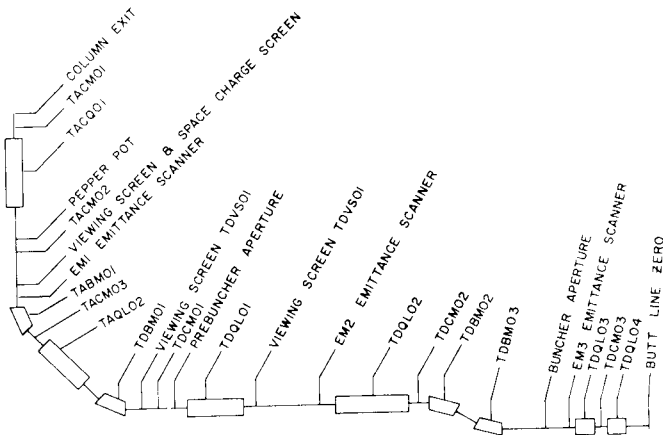 COLUMN EXIT
TACM01
TACQ01
PEPPER POT
TACM02
VIEWING SCREEN & SPACE CHARGE SCREEN
EM1 EMITTANCE SCANNER
TABM01
TACM03
TAQL02
TDBM01
VIEWING SCREEN TDVS01
TDCM01
PREBUNCHER APERTURE
TDQL01
VIEWING SCREEN TDVS01
EM2 EMITTANCE SCANNER
TDQL02
TDCM02
TDBM02
TDBM03
BUNCHER APERTURE
EM3 EMITTANCE SCANNER
TDQL03
TDCM03
TDQL04
BUTT LINE ZERO